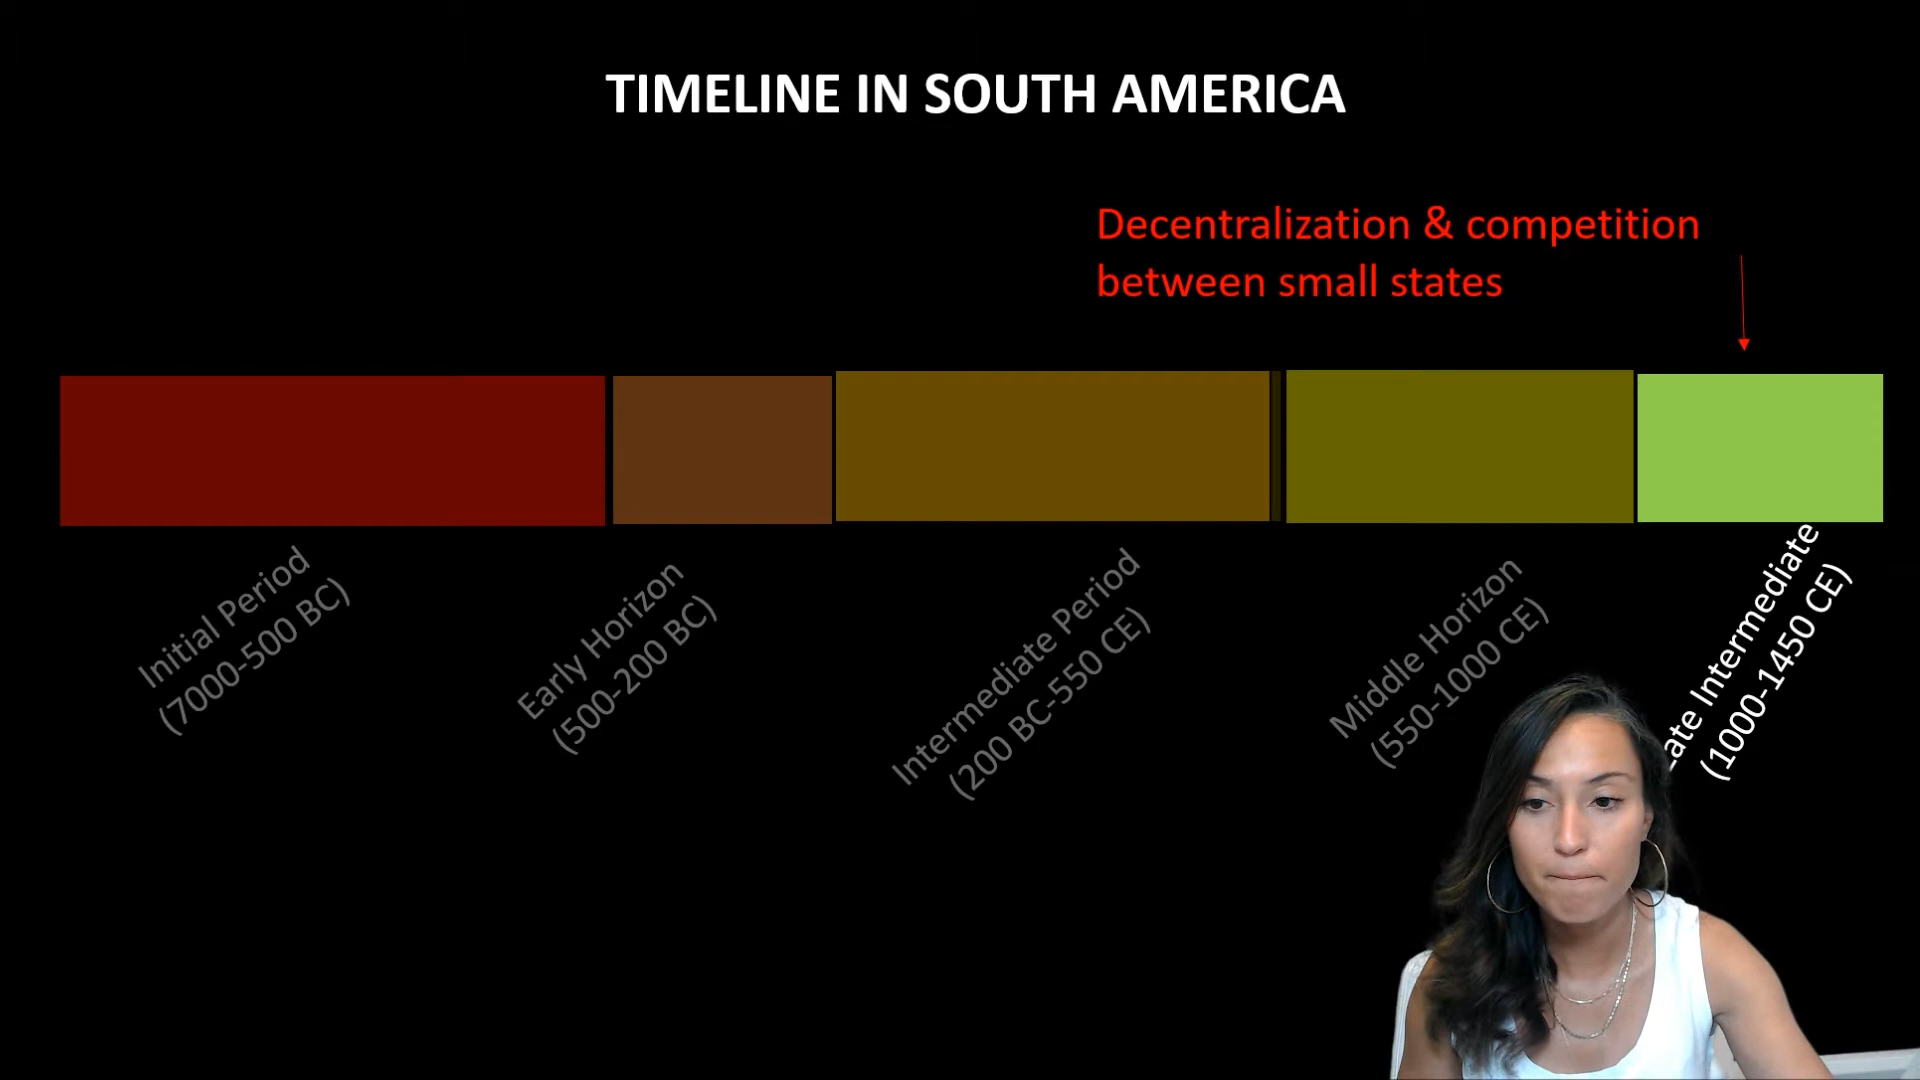 TIMELINE IN SOUTH AMERICA
Decentralization & competition
between small states
Initial Period
(7000-500 BC)
Early Horizon
(500-200 BC)
Intermediate Period
(200 BC-550 CE)
Middle Horizon
(550-1000 CE)
Late Intermediate
(1000-1450 CE)